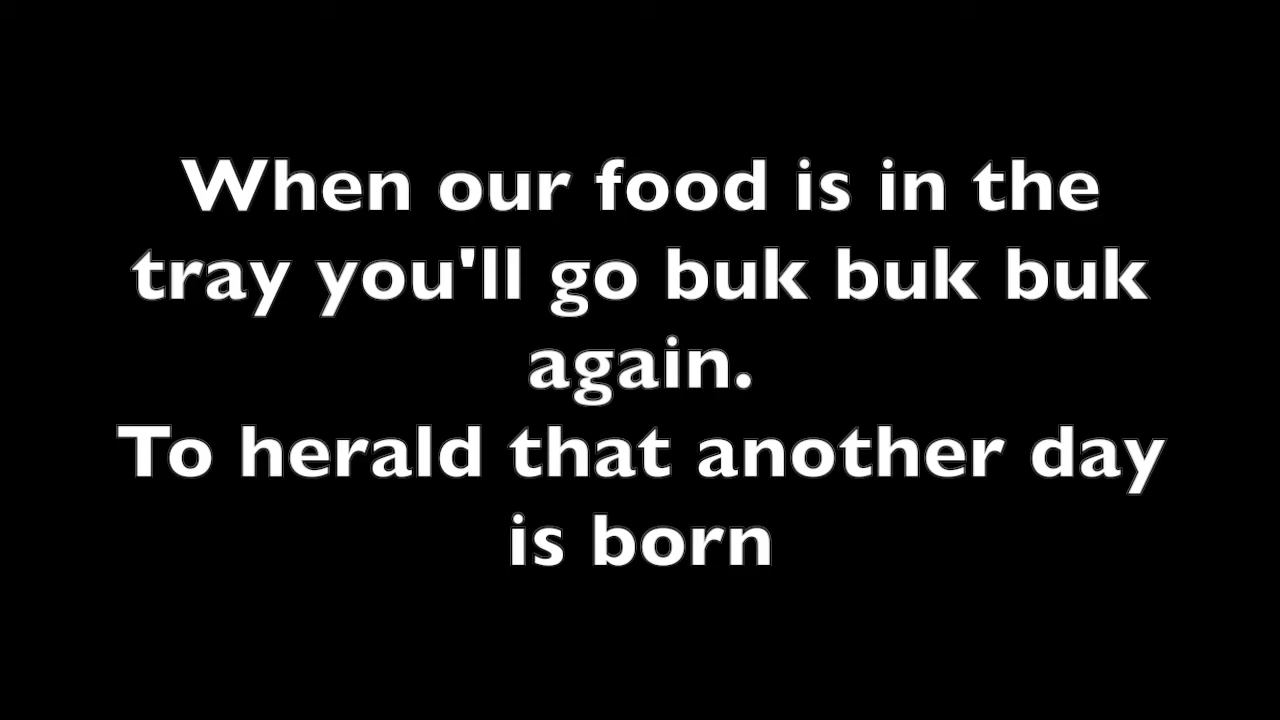 When our food is in the
tray you'll go buk buk buk
again.
To herald that another day
is born